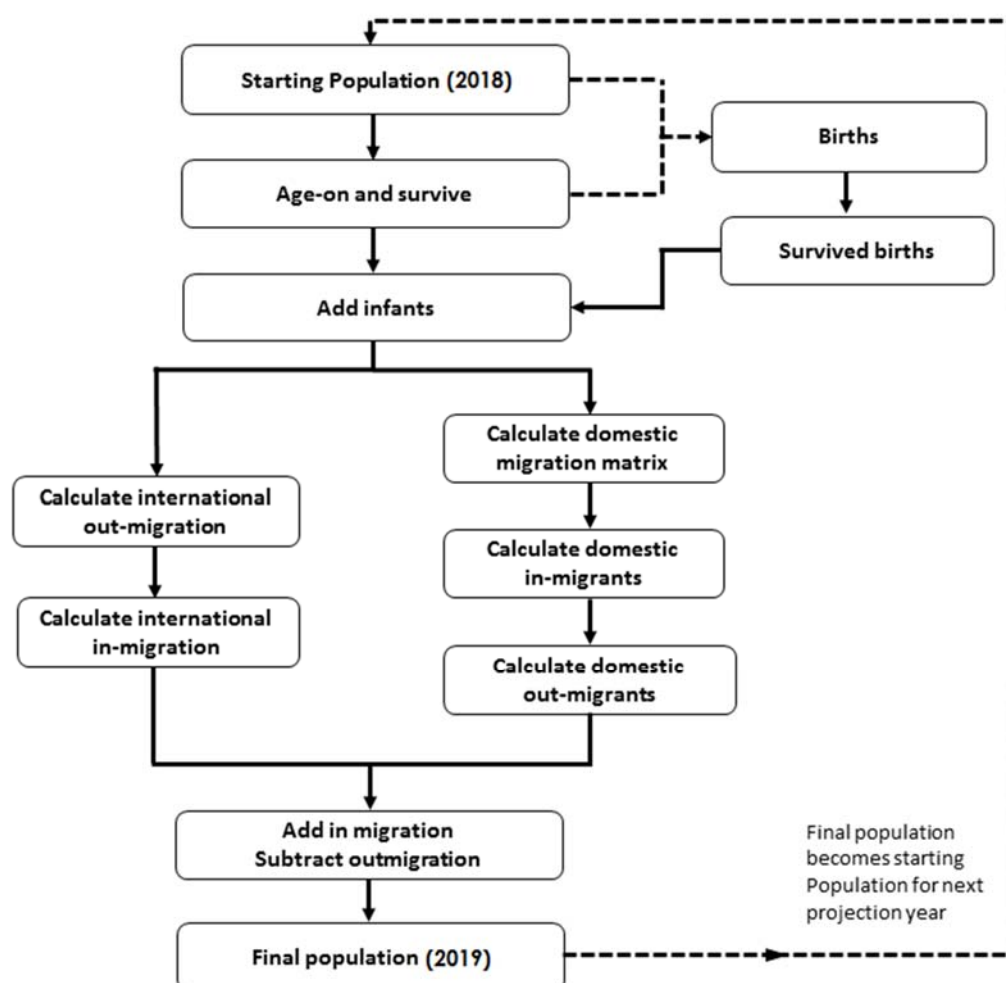 Starting Population (2018)
Births
Age-on and survive
Survived births
Add infants
Calculate domestic
migration matrix
Calculate international
out-migration
Calculate domestic
in-migrants
Calculate international
in-migration
Calculate domestic
out-migrants
Add in migration
Subtract outmigration
Final population
becomes starting
Population for next
projection year
Final population (2019)